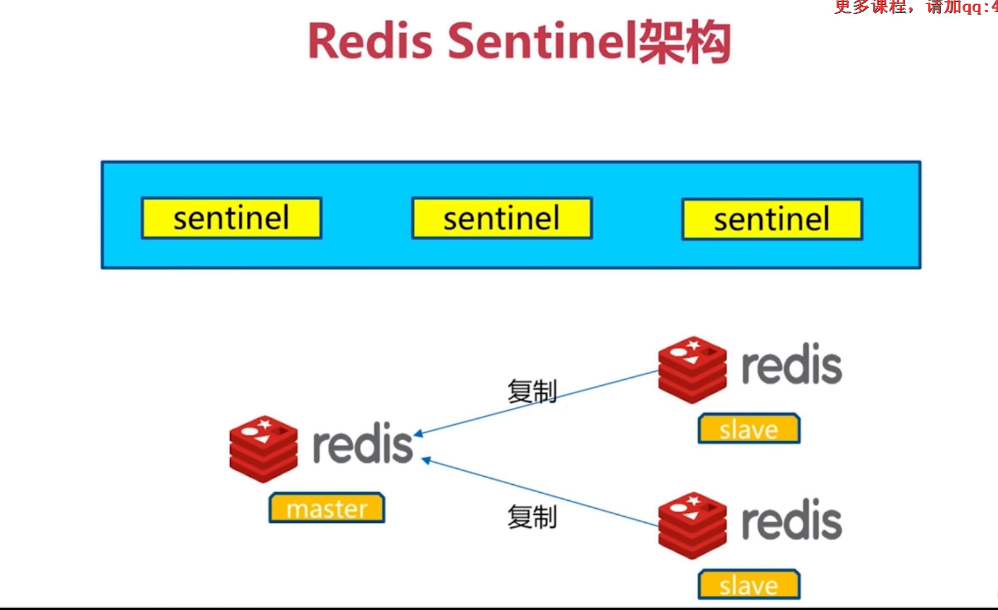 更多课程，请加qq:4
Redis Sentinel架构
sentinel
sentinel
sentinel
redis
slave
复制
redis
master
复制
redis
slave